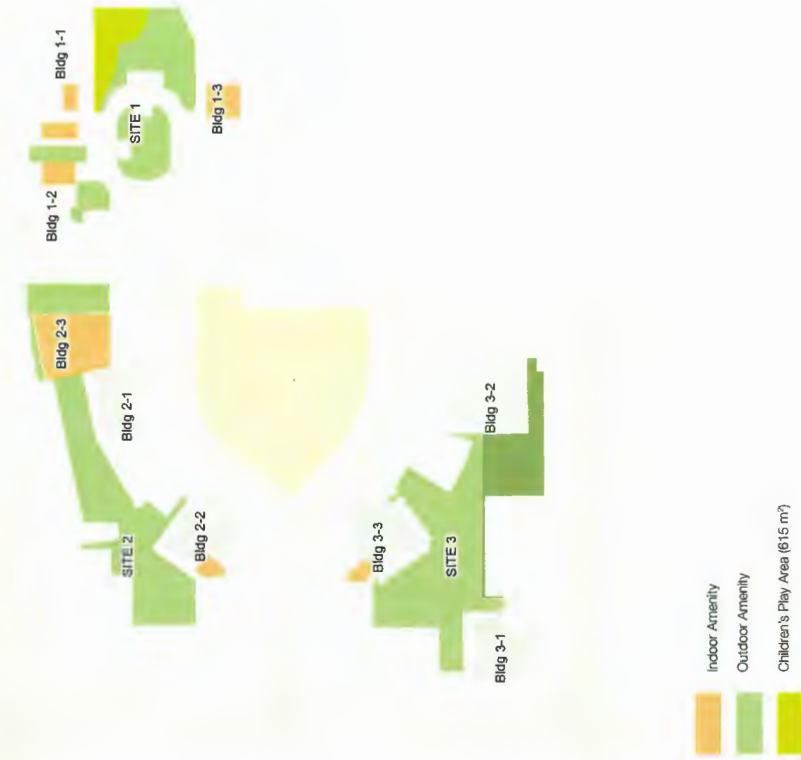 Bldg 1-1
SITE 1
Bldg 1-3
Bldg 1-2
Bldg 2-3
Bldg 2-1
SITE 2
Bldg 2-2
Bldg 3-2
Bldg 3-3
SITE 3
Bldg 3-1
Indoor Amenity
Outdoor Amenity
Children's Play Area (615 m²)